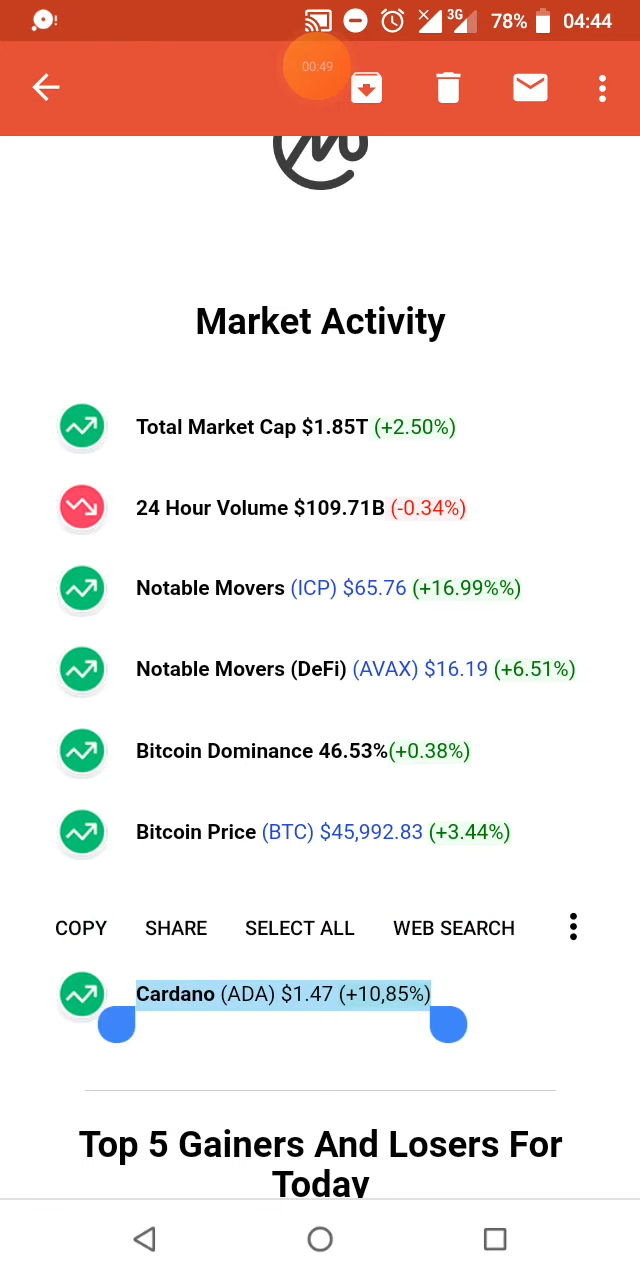 3G 78% 04:44
00:49
Market Activity
Total Market Cap $1.85T (+2.50%)
24 Hour Volume $109.71B (-0.34%)
Notable Movers (ICP) $65.76 (+16.99%%)
Notable Movers (DeFi) (AVAX) $16.19 (+6.51%)
Bitcoin Dominance 46.53%(+0.38%)
Bitcoin Price (BTC) $45,992.83 (+3.44%)
COPY SHARE SELECT ALL WEB SEARCH
Cardano (ADA) $1.47 (+10,85%)
Top 5 Gainers And Losers For
Today